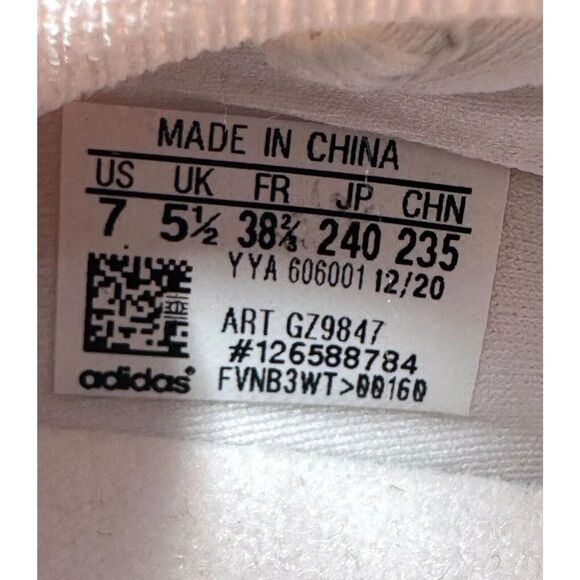 MADE IN CHINA
US UK FR JP CHN
7 5½ 38⅔ 240 235
YYA 606001 12/20
ART GZ9847
#126588784
adidas® FVNB3WT>00160